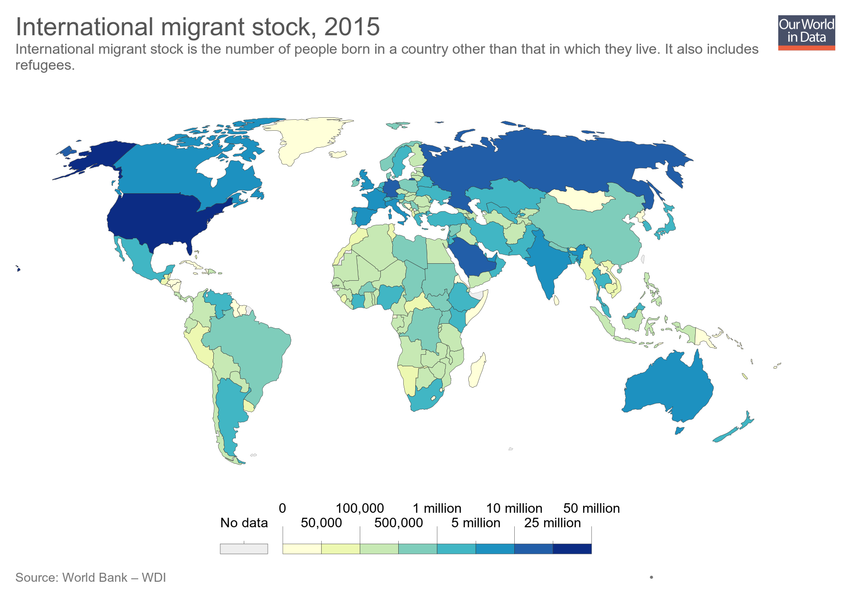 International migrant stock, 2015
International migrant stock is the number of people born in a country other than that in which they live. It also includes
refugees.
Our World
in Data
0 100,000 1 million 10 million 50 million
No data 50,000 500,000 5 million 25 million
Source: World Bank – WDI